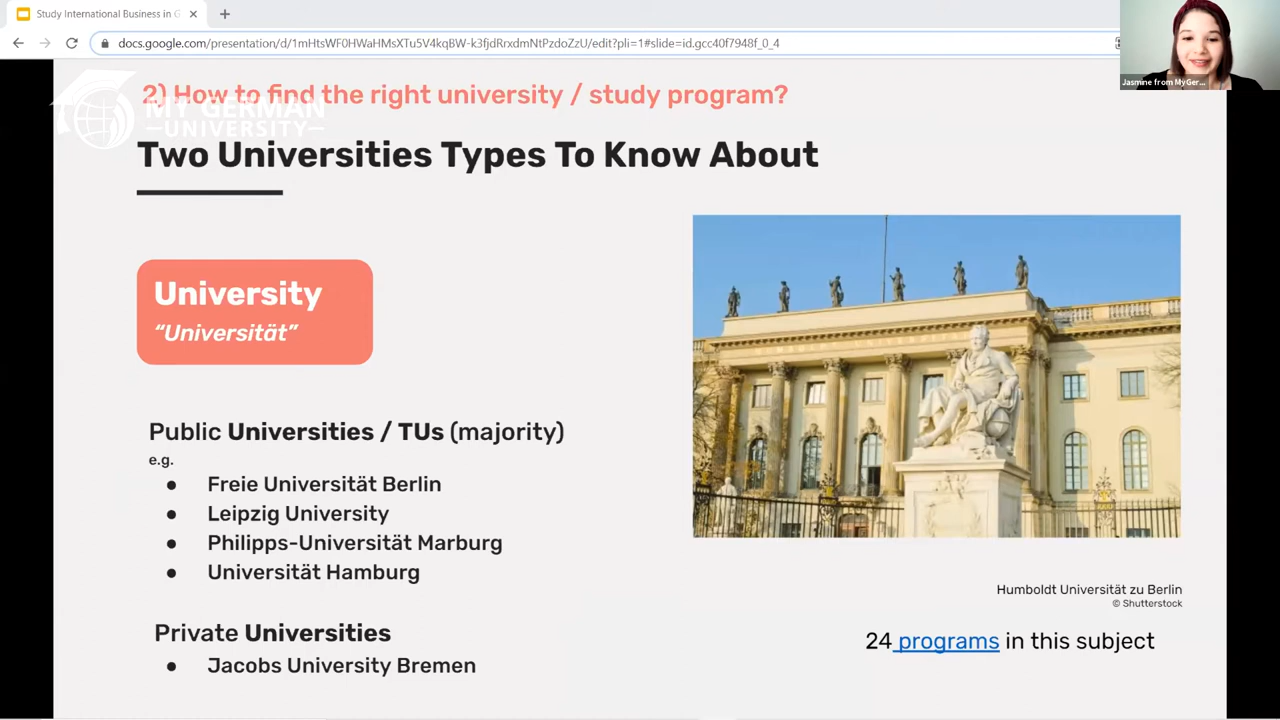 Study International Business in G
docs.google.com/presentation/d/1mHtsWF0HWaHMsXTu5V4kqBW-k3fjdRrxdmNtPzdoZzU/edit?pli=1#slide=id.gcc40f7948f_0_4
Jasmine from MyGer...
2) How to find the right university / study program?
MY GERMAN
UNIVERSITY
Two Universities Types To Know About
University
“Universität”
Public Universities / TUs (majority)
e.g.
● Freie Universität Berlin
● Leipzig University
● Philipps-Universität Marburg
● Universität Hamburg
Private Universities
● Jacobs University Bremen
Humboldt Universität zu Berlin
© Shutterstock
24 programs in this subject